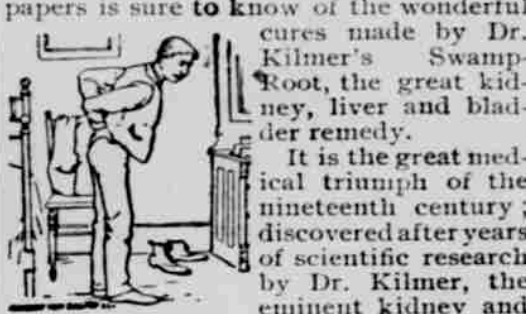 papers is sure to know of the wonderful
cures made by Dr.
Kilmer's Swamp-
Root, the great kid-
ney, liver and blad-
der remedy.
It is the great med-
ical triumph of the
nineteenth century ;
discovered after years
of scientific research
by Dr. Kilmer, the
eminent kidney and